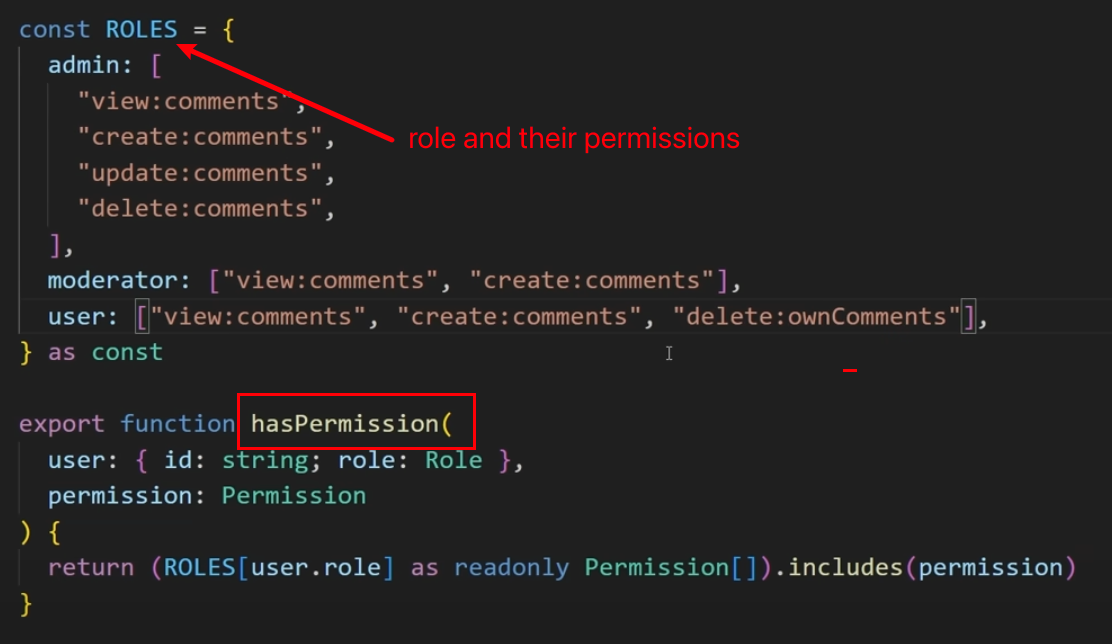 const ROLES = {
admin: [
"view:comments",
"create:comments",
role and their permissions
"update:comments",
"delete:comments",
],
moderator: ["view:comments", "create:comments"],
user: ["view:comments", "create:comments", "delete:ownComments"],
} as const
export function hasPermission(
user: { id: string; role: Role },
permission: Permission
) {
return (ROLES[user.role] as readonly Permission[]).includes(permission)
}